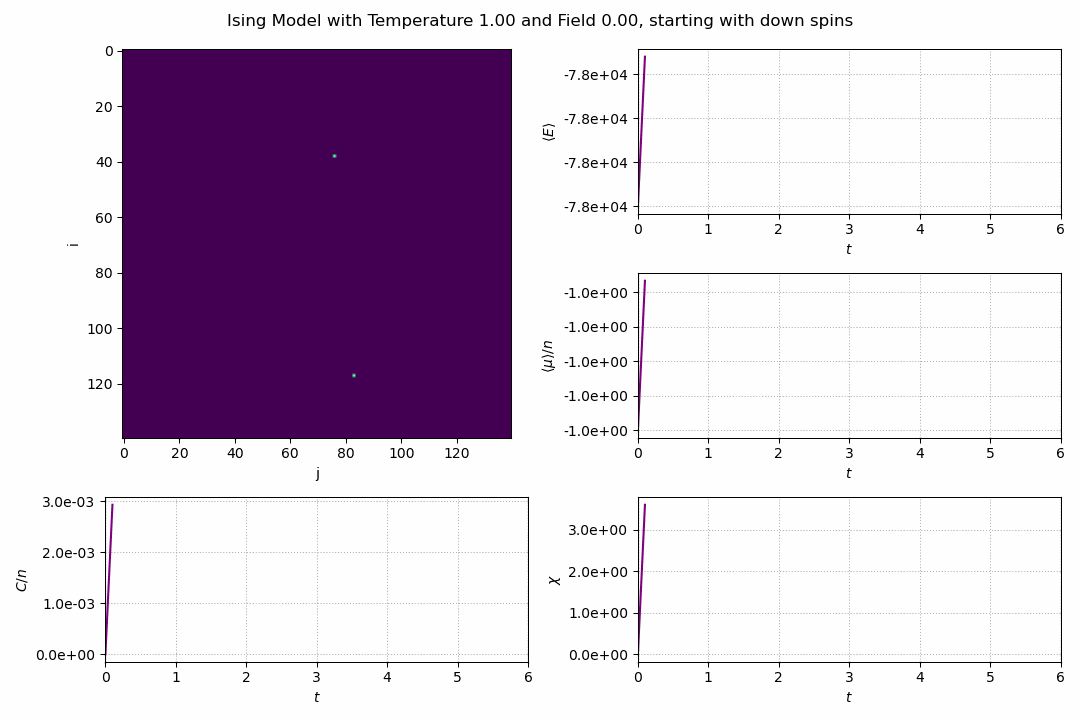 Ising Model with Temperature 1.00 and Field 0.00, starting with down spins
0
20
40
60
80
100
120
i
0 20 40 60 80 100 120
j
-7.8e+04
-7.8e+04
-7.8e+04
-7.8e+04
⟨E⟩
0 1 2 3 4 5 6
t
-1.0e+00
-1.0e+00
-1.0e+00
-1.0e+00
-1.0e+00
⟨μ⟩/n
0 1 2 3 4 5 6
t
3.0e-03
2.0e-03
1.0e-03
0.0e+00
C/n
0 1 2 3 4 5 6
t
3.0e+00
2.0e+00
1.0e+00
0.0e+00
χ
0 1 2 3 4 5 6
t